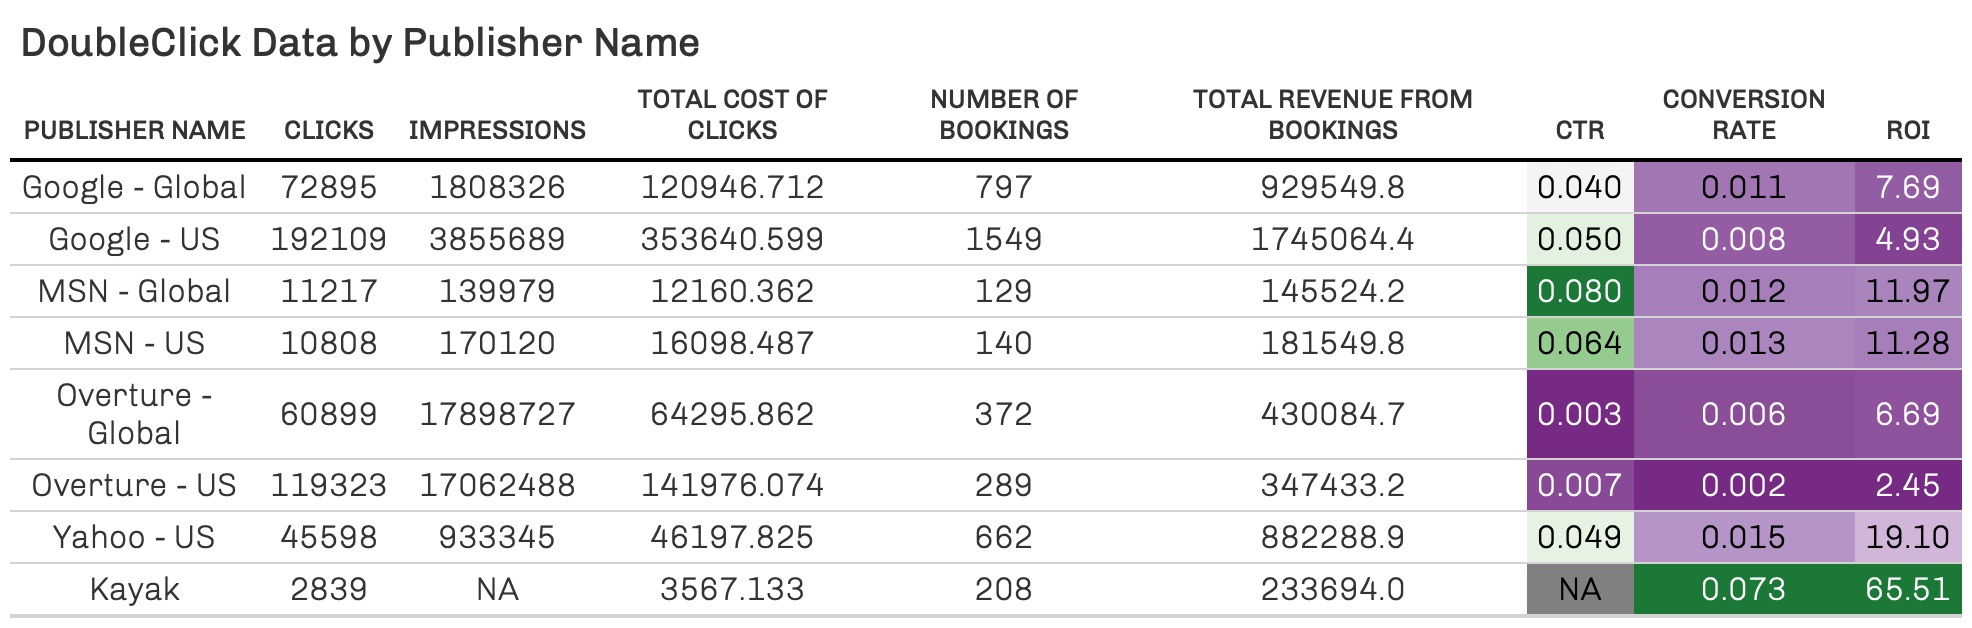 DoubleClick Data by Publisher Name
PUBLISHER NAME CLICKS IMPRESSIONS TOTAL COST OF CLICKS NUMBER OF BOOKINGS TOTAL REVENUE FROM BOOKINGS CTR CONVERSION RATE ROI
Google - Global 72895 1808326 120946.712 797 929549.8 0.040 0.011 7.69
Google - US 192109 3855689 353640.599 1549 1745064.4 0.050 0.008 4.93
MSN - Global 11217 139979 12160.362 129 145524.2 0.080 0.012 11.97
MSN - US 10808 170120 16098.487 140 181549.8 0.064 0.013 11.28
Overture - Global 60899 17898727 64295.862 372 430084.7 0.003 0.006 6.69
Overture - US 119323 17062488 141976.074 289 347433.2 0.007 0.002 2.45
Yahoo - US 45598 933345 46197.825 662 882288.9 0.049 0.015 19.10
Kayak 2839 NA 3567.133 208 233694.0 NA 0.073 65.51